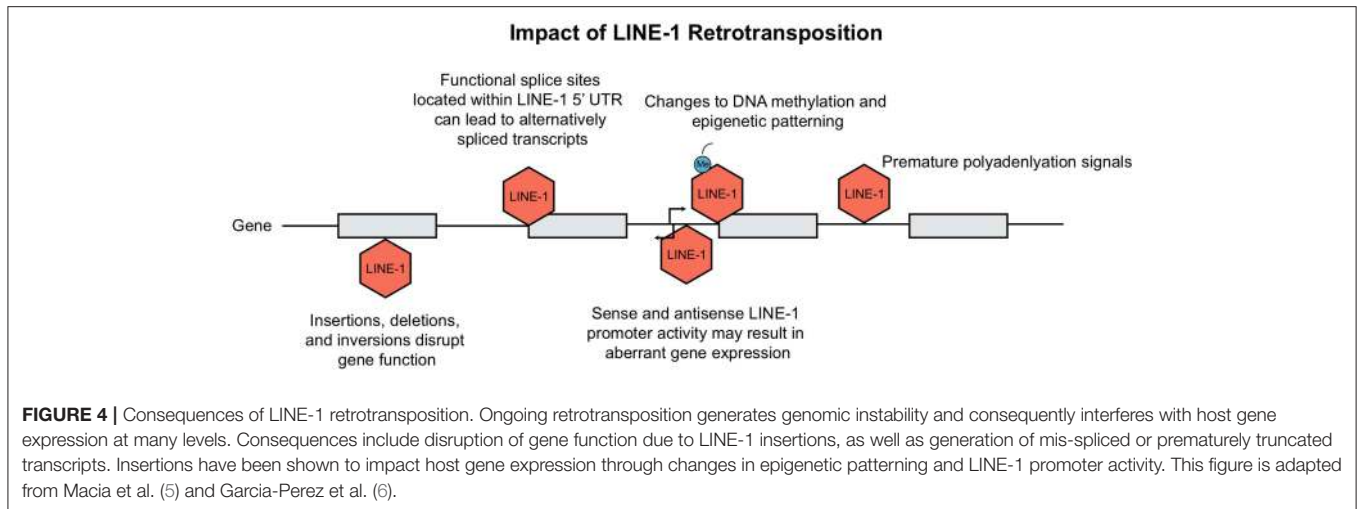 Impact of LINE-1 Retrotransposition
Functional splice sites
located within LINE-1 5' UTR
can lead to alternatively
spliced transcripts
Changes to DNA methylation and
epigenetic patterning
Me
Premature polyadenlyation signals
LINE-1
LINE-1
LINE-1
Gene
LINE-1
LINE-1
Insertions, deletions,
and inversions disrupt
gene function
Sense and antisense LINE-1
promoter activity may result in
aberrant gene expression
FIGURE 4 | Consequences of LINE-1 retrotransposition. Ongoing retrotransposition generates genomic instability and consequently interferes with host gene
expression at many levels. Consequences include disruption of gene function due to LINE-1 insertions, as well as generation of mis-spliced or prematurely truncated
transcripts. Insertions have been shown to impact host gene expression through changes in epigenetic patterning and LINE-1 promoter activity. This figure is adapted
from Macia et al. (5) and Garcia-Perez et al. (6).